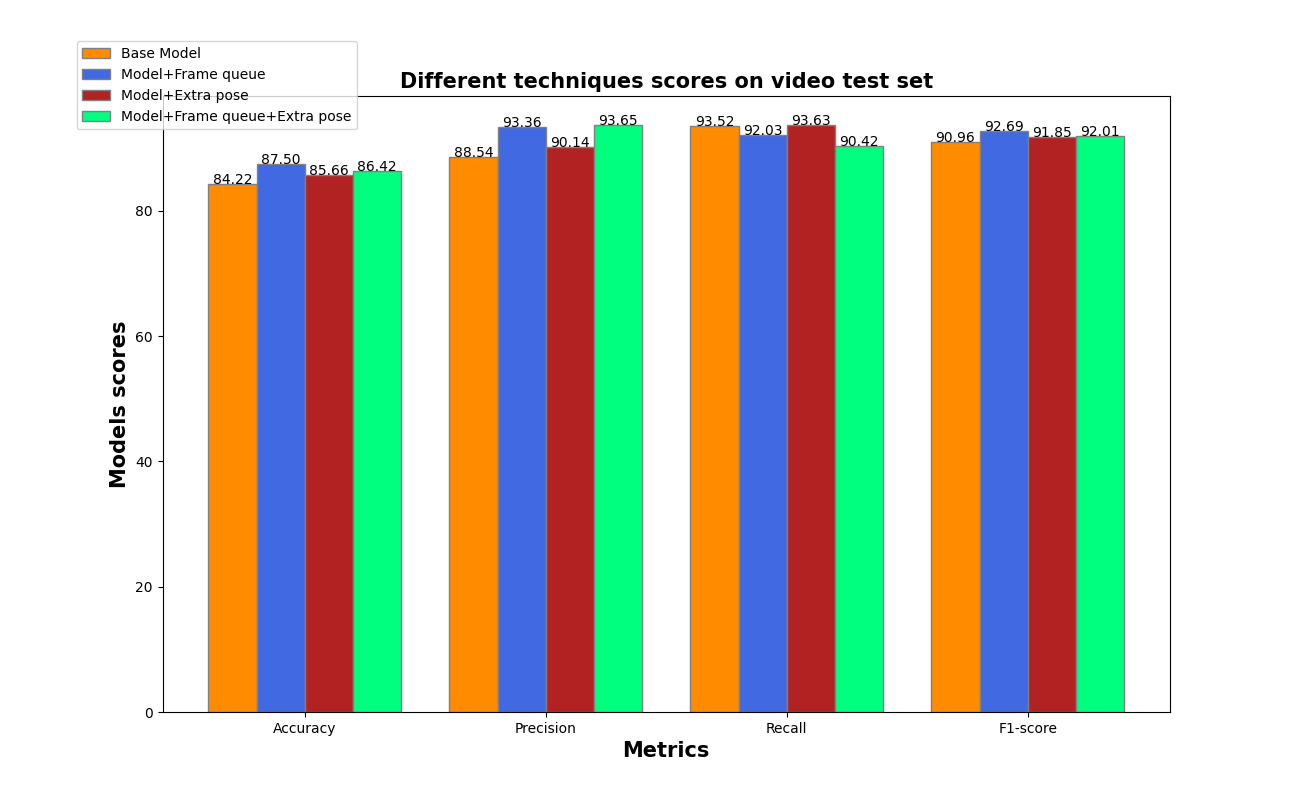 Base Model
Model+Frame queue
Model+Extra pose
Model+Frame queue+Extra pose
Different techniques scores on video test set
84.22 87.50 85.66 86.42 88.54 93.36 90.14 93.65 93.52 92.03 93.63 90.42 90.96 92.69 91.85 92.01
80
60
40
20
0
Models scores
Accuracy Precision Recall F1-score
Metrics